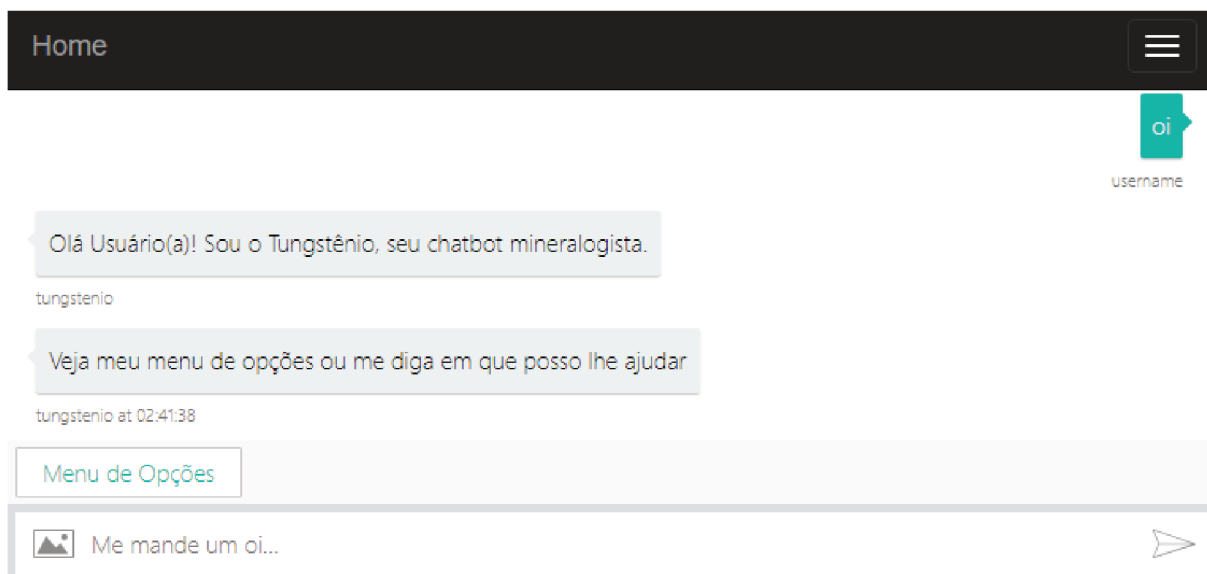 Home
oi
username
Olá Usuário(a)! Sou o Tungstênio, seu chatbot mineralogista.
tungstenio
Veja meu menu de opções ou me diga em que posso lhe ajudar
tungstenio at 02:41:38
Menu de Opções
Me mande um oi...